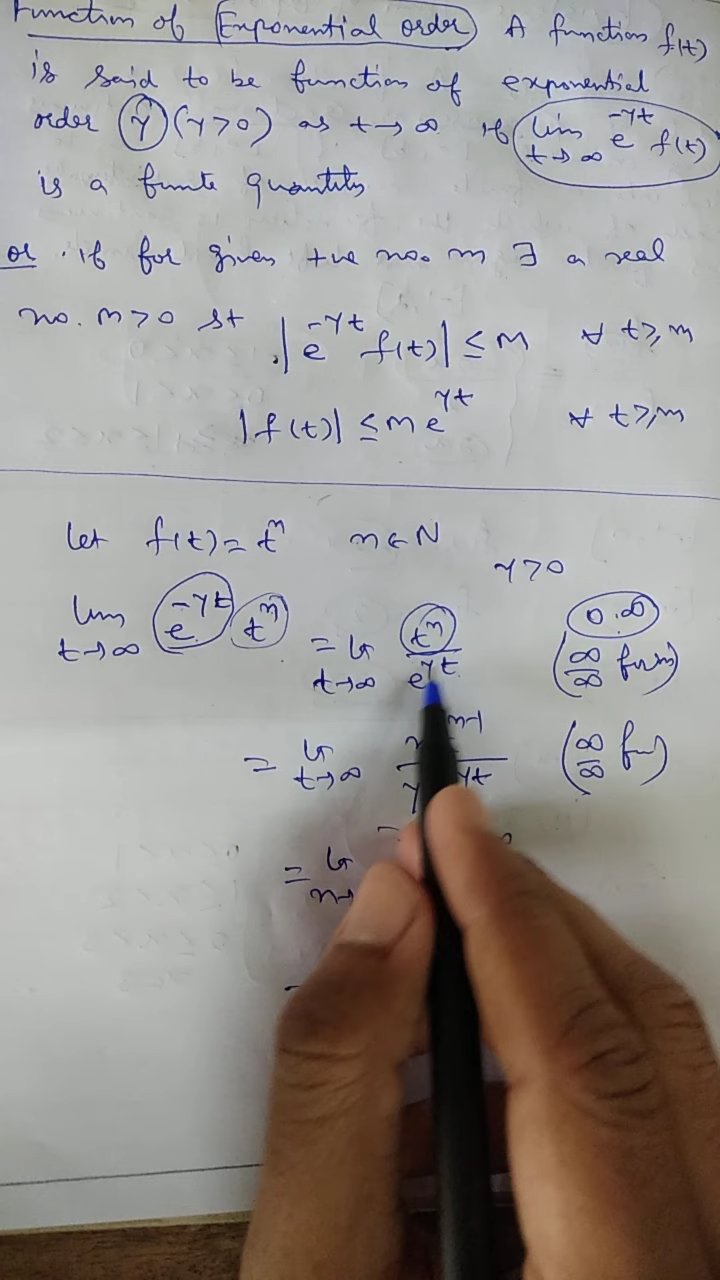 Function of Exponential order) A function f(t)
is said to be function of exponential
order γ (γ>0) as t→∞ if lim t→∞ e^-γt f(t)
is a finite quantity
or . if for given +ve no. m ∃ a real
no. M>0 st |e^-γt f(t)| ≤ M ∀ t≥m
|f(t)| ≤ M e^γt ∀ t≥m
let f(t) = t^n n∈N
γ>0
lim t→∞ e^-γt t^n = lt t→∞ t^n / e^γt 0.∞ (∞/∞ form)
= lt t→∞ (∞/∞ for)
= lt